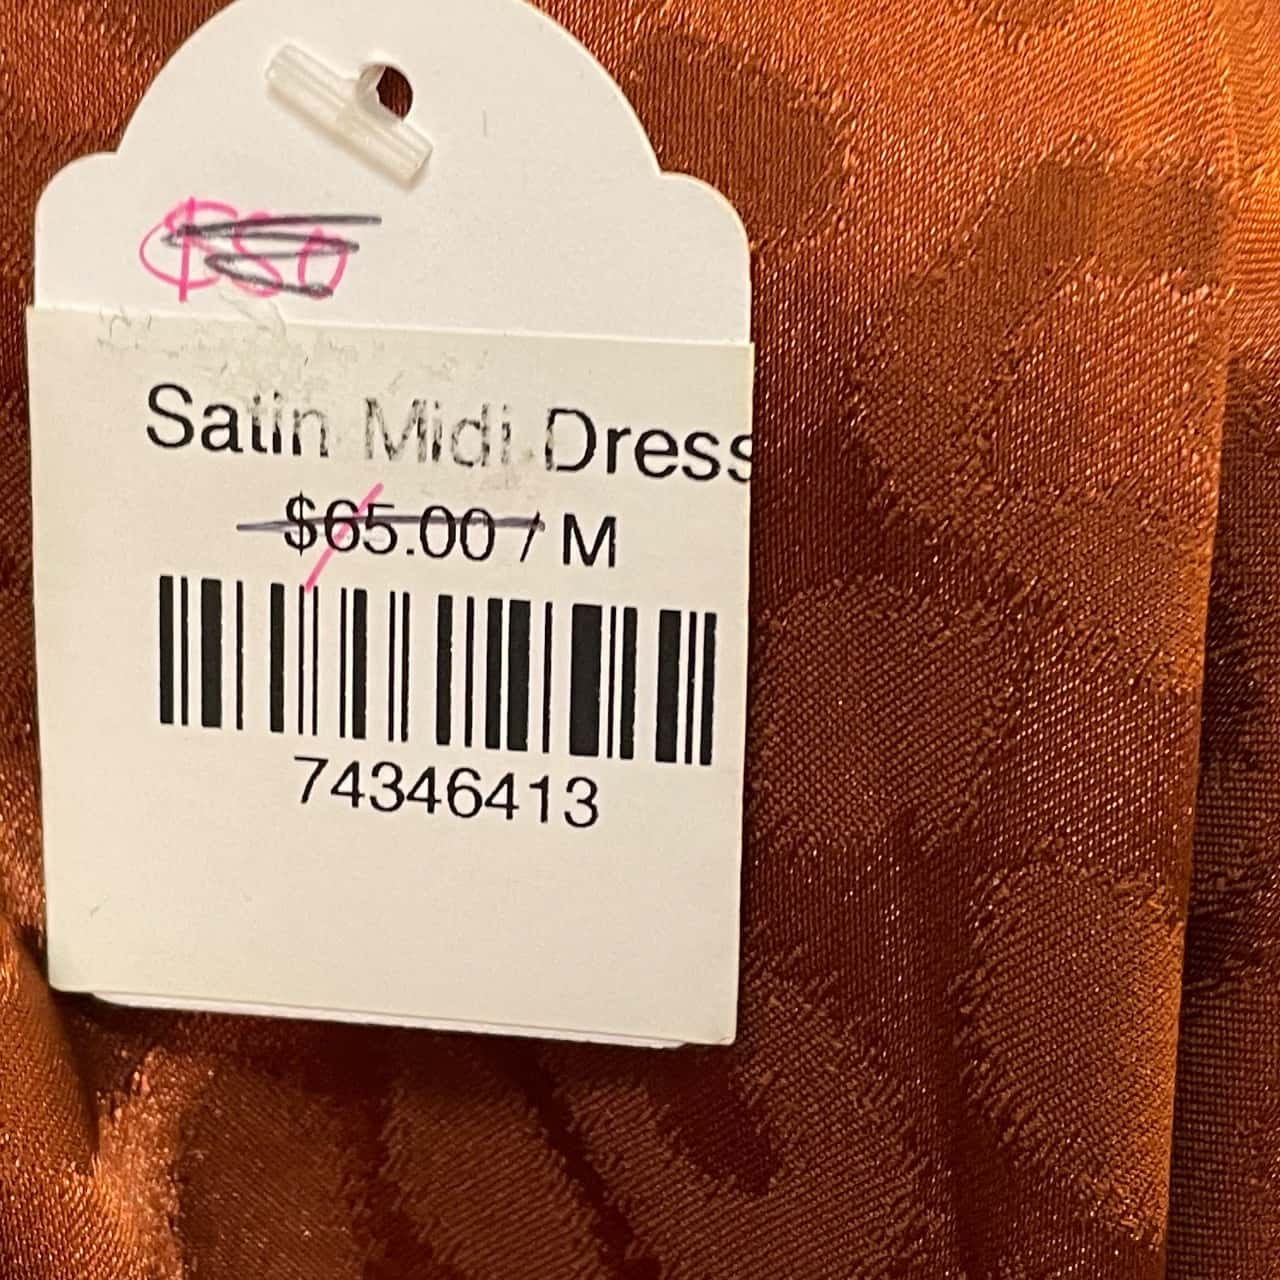 $50
Satin Midi Dress
$65.00 / M
74346413